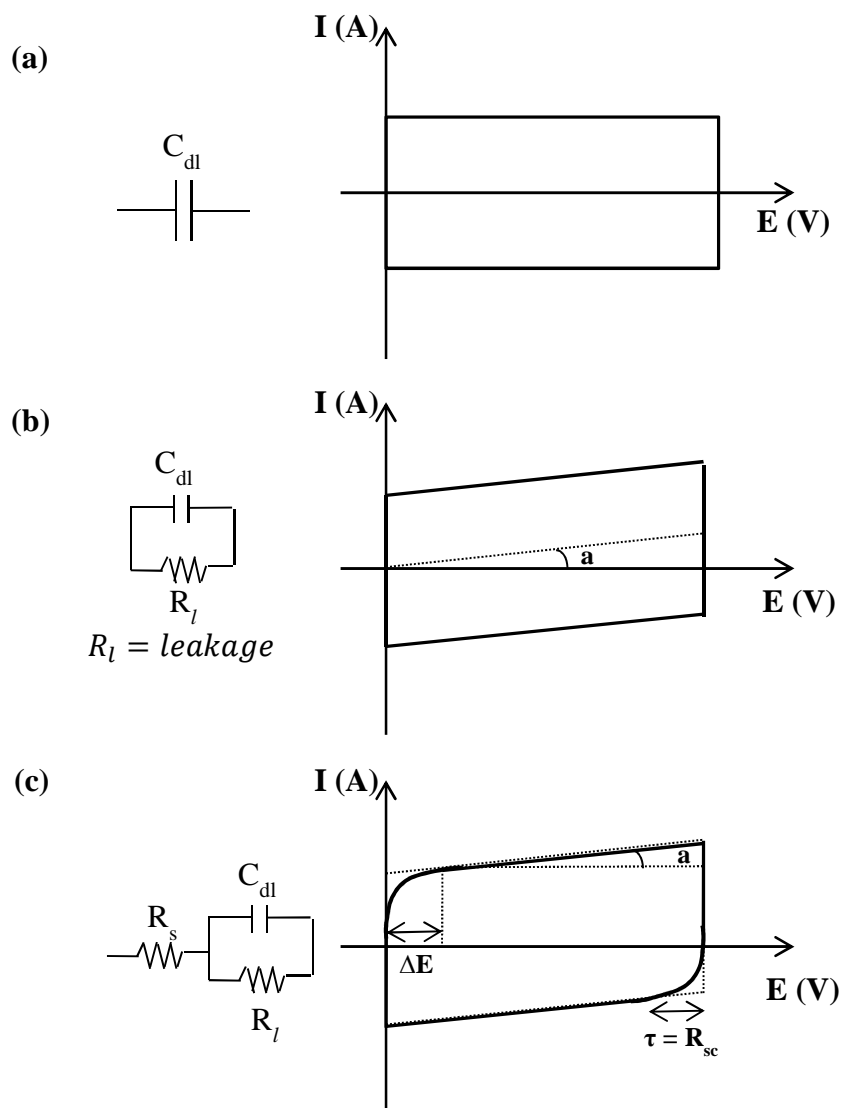 (a)
I (A)
C_dl
E (V)
(b)
I (A)
C_dl
R_l
R_l = leakage
a
E (V)
(c)
I (A)
R_s
C_dl
R_l
a
ΔE
E (V)
τ = R_sc